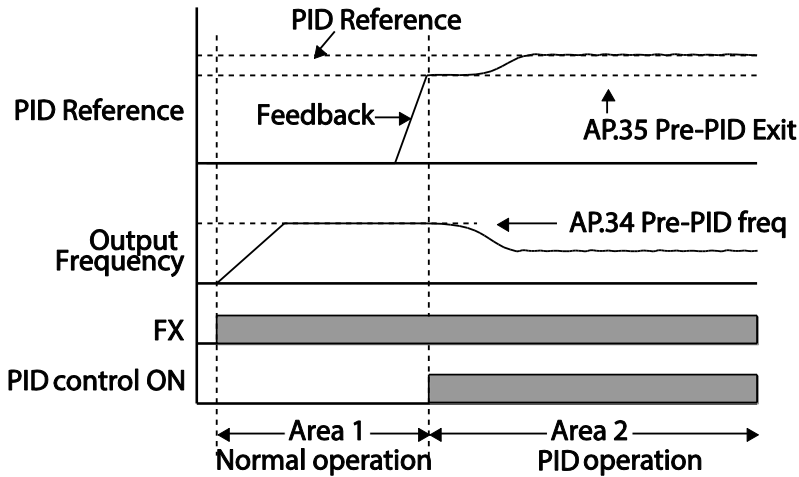 PID Reference
PID Reference
Feedback
AP.35 Pre-PID Exit
AP.34 Pre-PID freq
Output
Frequency
FX
PID control ON
Area 1
Area 2
Normal operation
PID operation